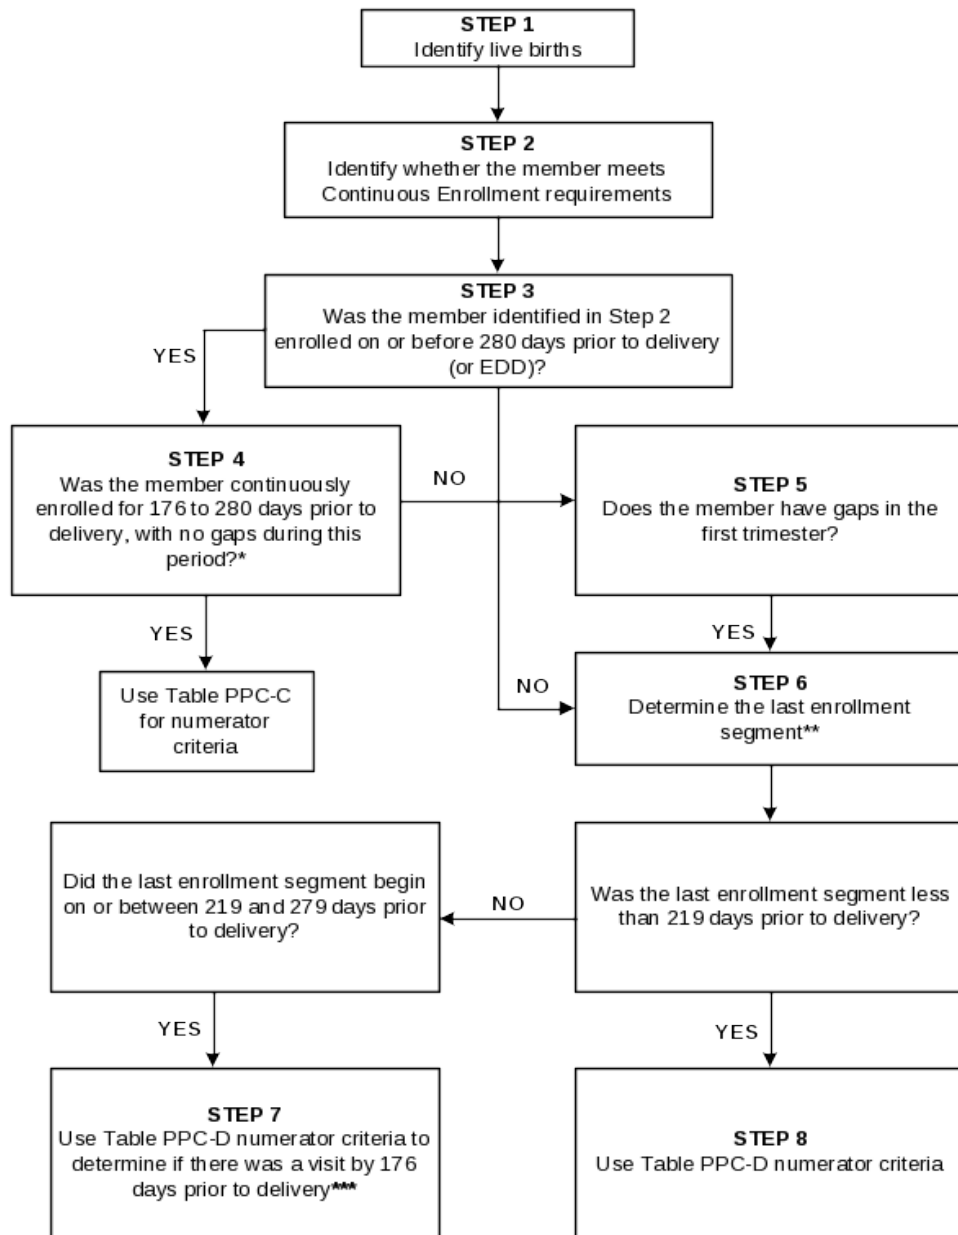 STEP 1
Identify live births
STEP 2
Identify whether the member meets
Continuous Enrollment requirements
STEP 3
Was the member identified in Step 2
enrolled on or before 280 days prior to delivery
(or EDD)?
YES
STEP 4
Was the member continuously
enrolled for 176 to 280 days prior to
delivery, with no gaps during this
period?*
NO
STEP 5
Does the member have gaps in the
first trimester?
YES
YES
Use Table PPC-C
for numerator
criteria
NO
STEP 6
Determine the last enrollment
segment**
Did the last enrollment segment begin
on or between 219 and 279 days prior
to delivery?
NO
Was the last enrollment segment less
than 219 days prior to delivery?
YES
YES
STEP 7
Use Table PPC-D numerator criteria to
determine if there was a visit by 176
days prior to delivery***
STEP 8
Use Table PPC-D numerator criteria